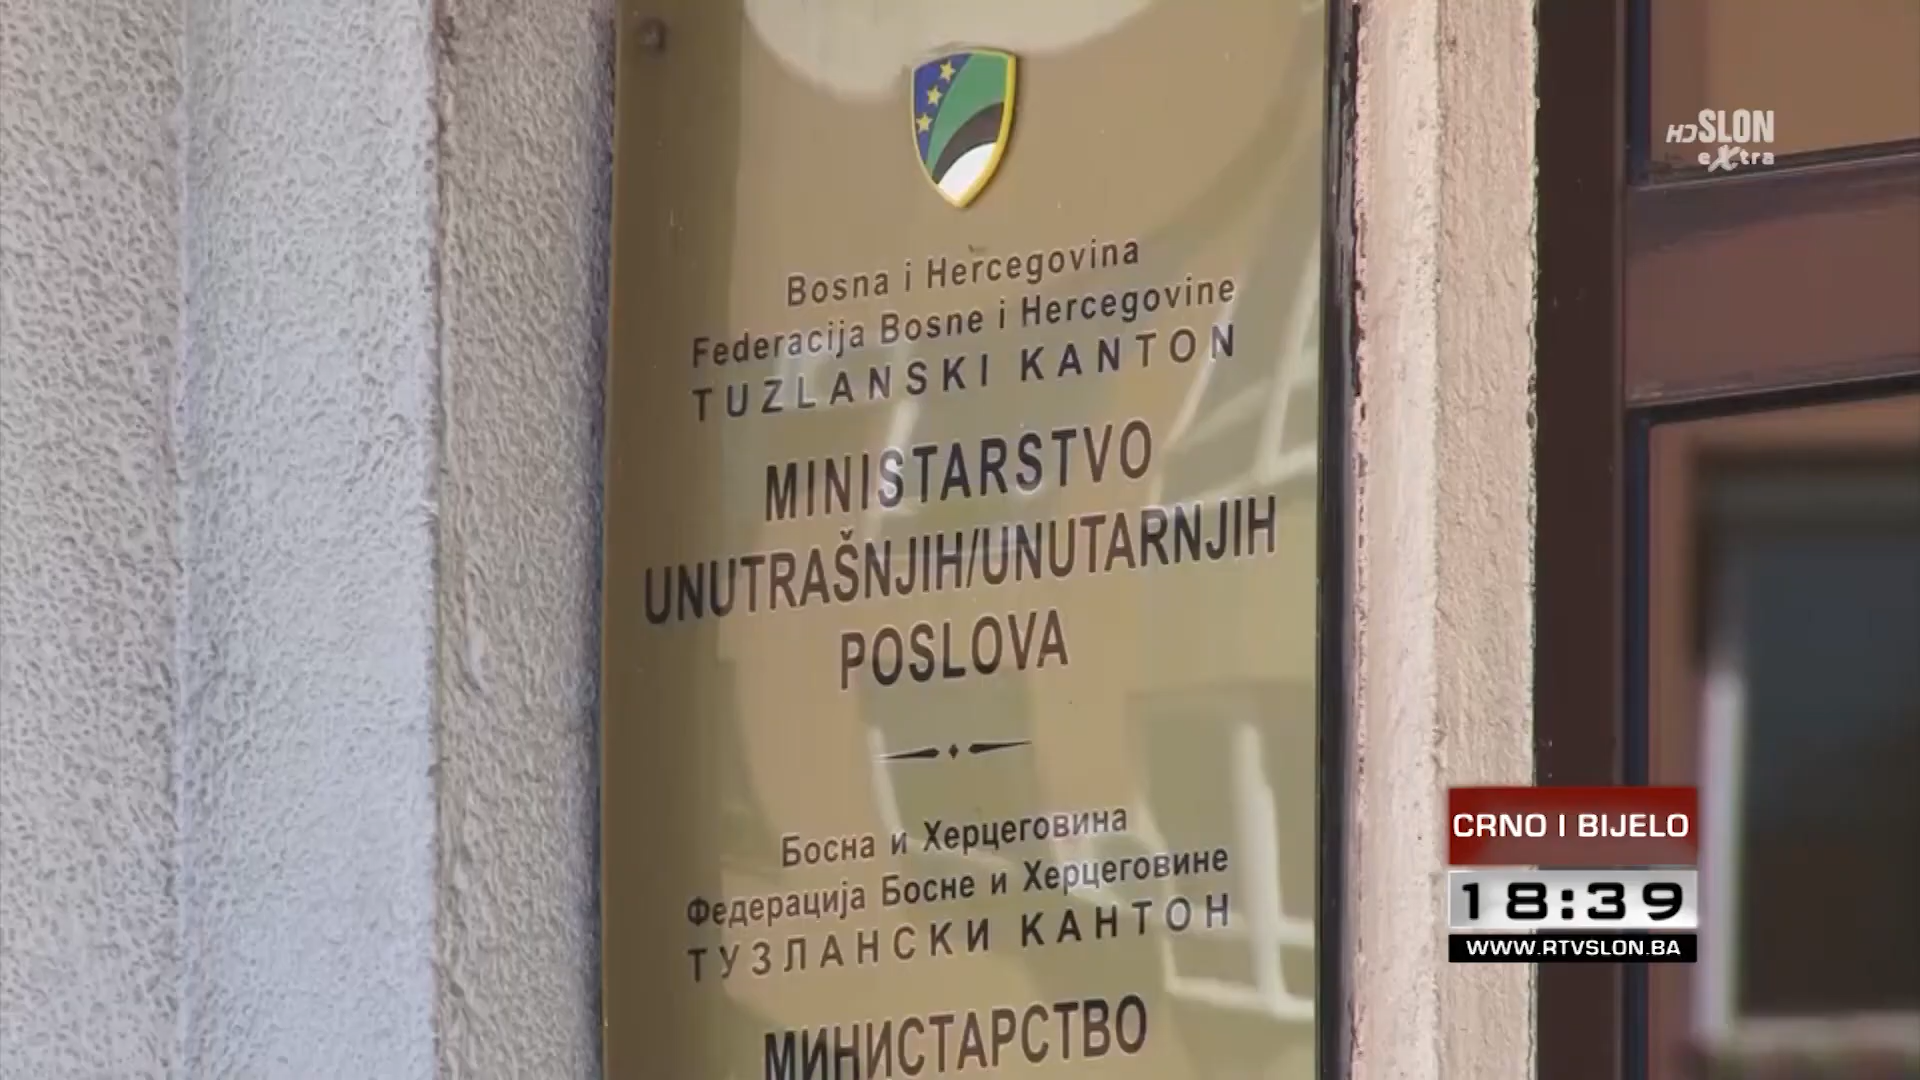 Bosna i Hercegovina
Federacija Bosne i Hercegovine
TUZLANSKI KANTON
MINISTARSTVO
UNUTRAŠNJIH/UNUTARNJIH
POSLOVA
Босна и Херцеговина
Федерација Босне и Херцеговине
ТУЗЛАНСКИ КАНТОН
МИНИСТАРСТВО
HD SLON
extra
CRNO I BIJELO
18:39
WWW.RTVSLON.BA